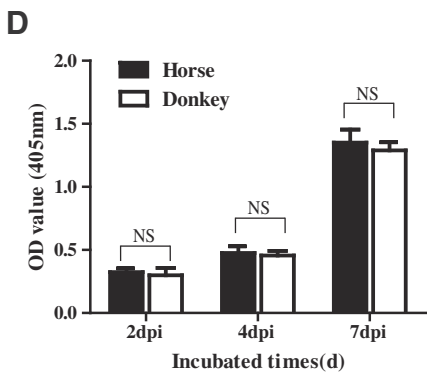 D
Horse
Donkey
OD value (405nm)
2.0
1.5
1.0
0.5
0.0
NS
NS
NS
2dpi
4dpi
7dpi
Incubated times(d)